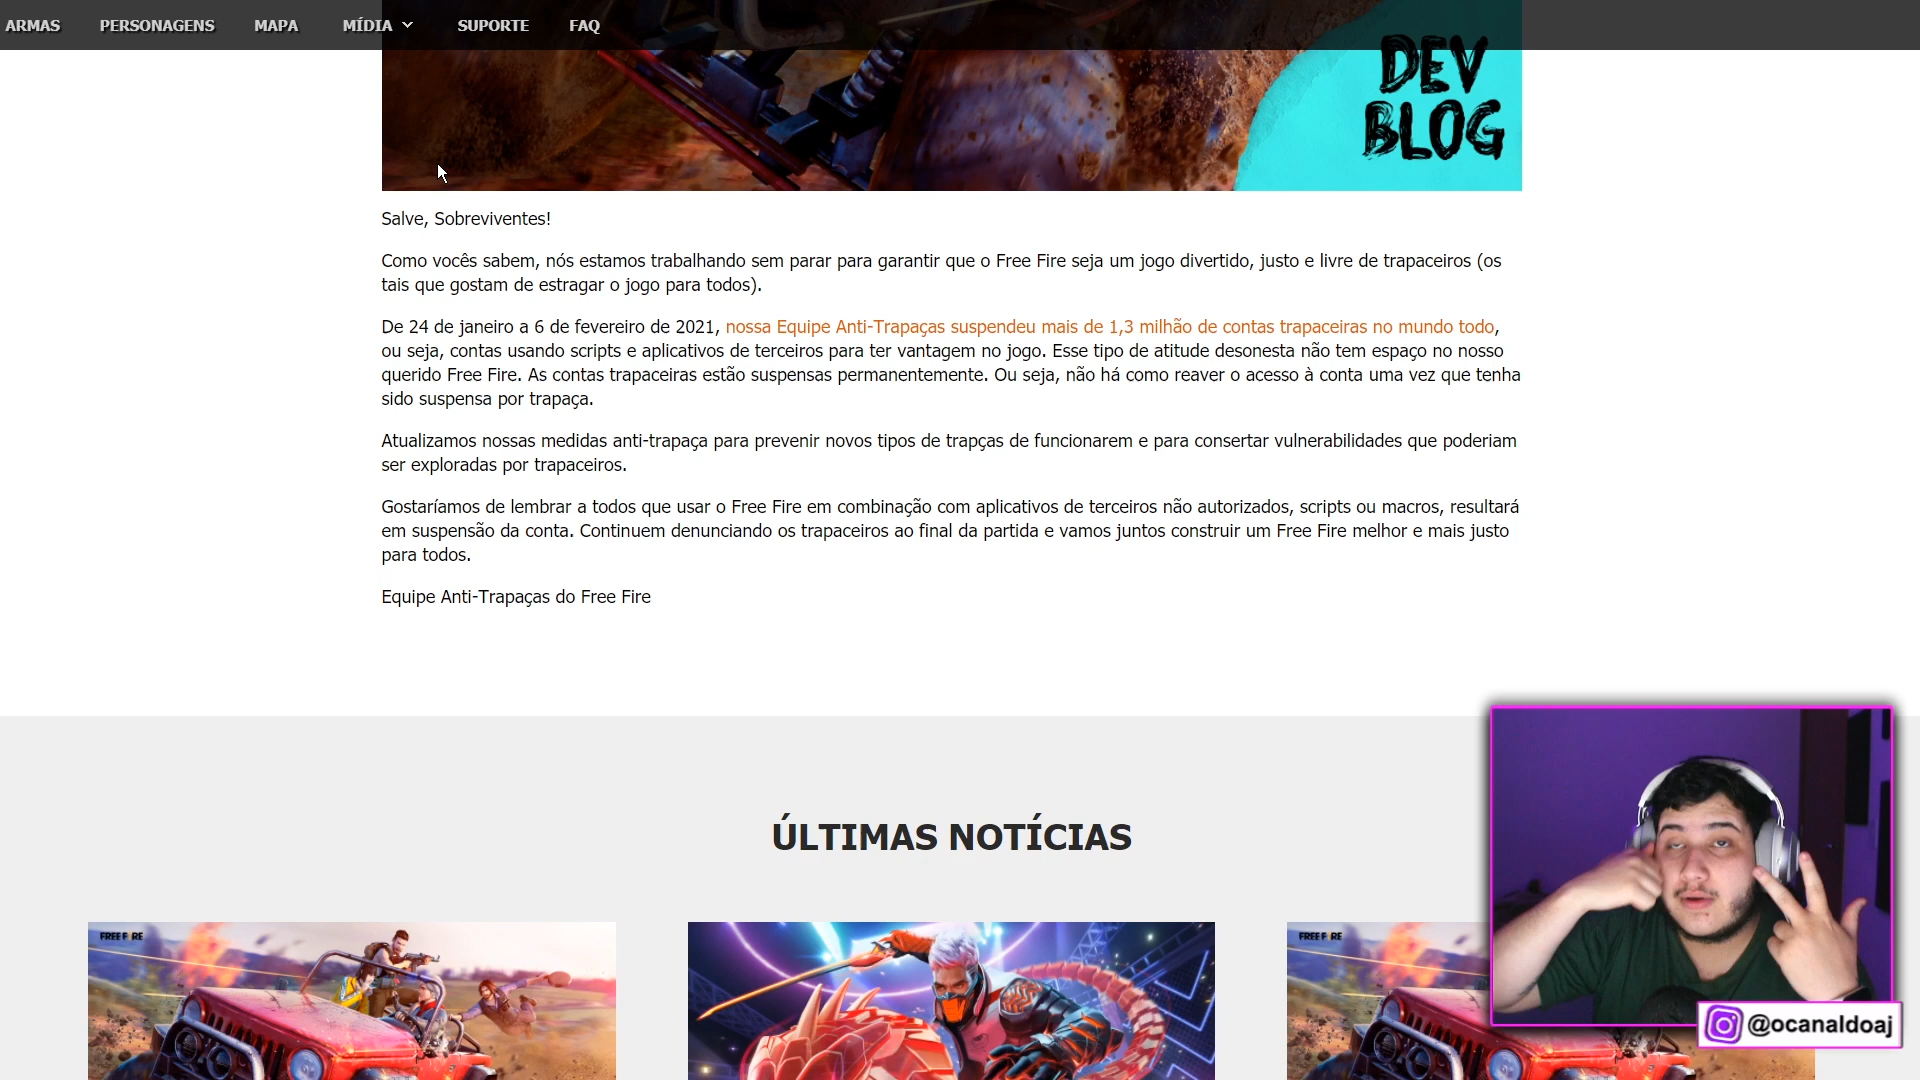 ARMAS PERSONAGENS MAPA MÍDIA SUPORTE FAQ
DEV
BLOG
Salve, Sobreviventes!
Como vocês sabem, nós estamos trabalhando sem parar para garantir que o Free Fire seja um jogo divertido, justo e livre de trapaceiros (os
tais que gostam de estragar o jogo para todos).
De 24 de janeiro a 6 de fevereiro de 2021, nossa Equipe Anti-Trapaças suspendeu mais de 1,3 milhão de contas trapaceiras no mundo todo,
ou seja, contas usando scripts e aplicativos de terceiros para ter vantagem no jogo. Esse tipo de atitude desonesta não tem espaço no nosso
querido Free Fire. As contas trapaceiras estão suspensas permanentemente. Ou seja, não há como reaver o acesso à conta uma vez que tenha
sido suspensa por trapaça.
Atualizamos nossas medidas anti-trapaça para prevenir novos tipos de trapças de funcionarem e para consertar vulnerabilidades que poderiam
ser exploradas por trapaceiros.
Gostaríamos de lembrar a todos que usar o Free Fire em combinação com aplicativos de terceiros não autorizados, scripts ou macros, resultará
em suspensão da conta. Continuem denunciando os trapaceiros ao final da partida e vamos juntos construir um Free Fire melhor e mais justo
para todos.
Equipe Anti-Trapaças do Free Fire
ÚLTIMAS NOTÍCIAS
FREE FIRE
FREE FIRE
@ocanaldoaj